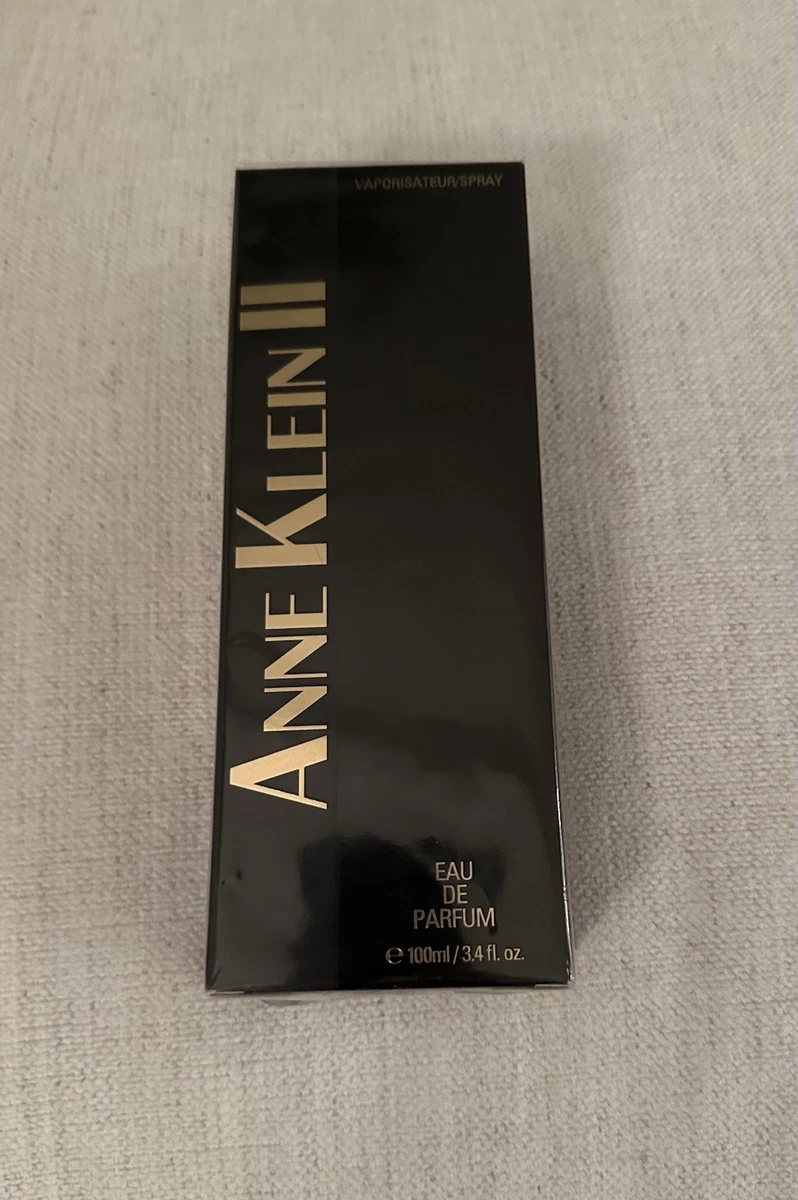 VAPORISATEUR/SPRAY
ANNE KLEIN II
EAU
DE
PARFUM
℮ 100ml / 3.4 fl. oz.